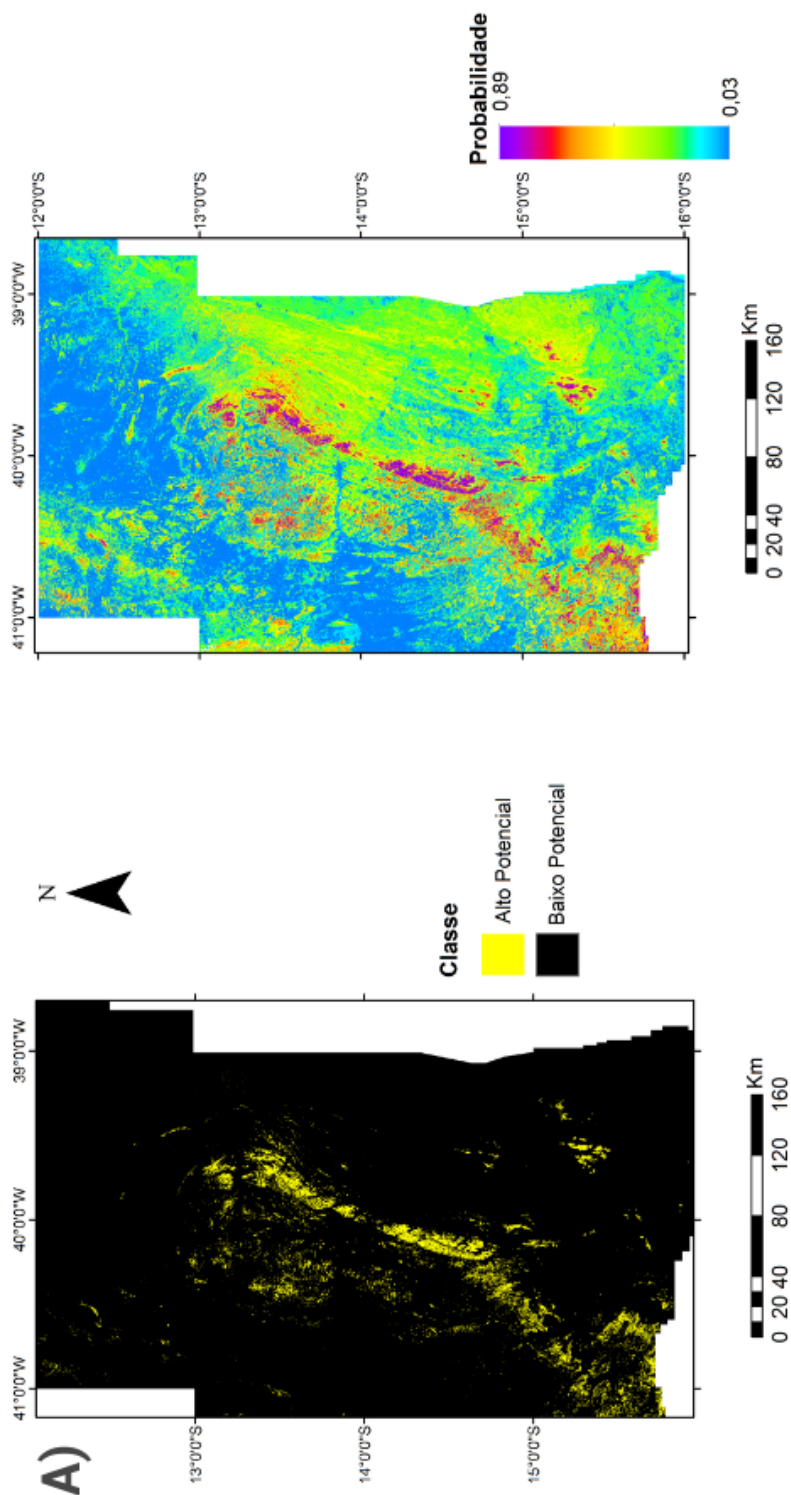 A)
41°0'0"W 40°0'0"W 39°0'0"W
13°0'0"S
14°0'0"S
15°0'0"S
0 20 40 80 120 160 Km
N
Classe
Alto Potencial
Baixo Potencial
41°0'0"W 40°0'0"W 39°0'0"W
12°0'0"S
13°0'0"S
14°0'0"S
15°0'0"S
16°0'0"S
0 20 40 80 120 160 Km
Probabilidade
0,89
0,03